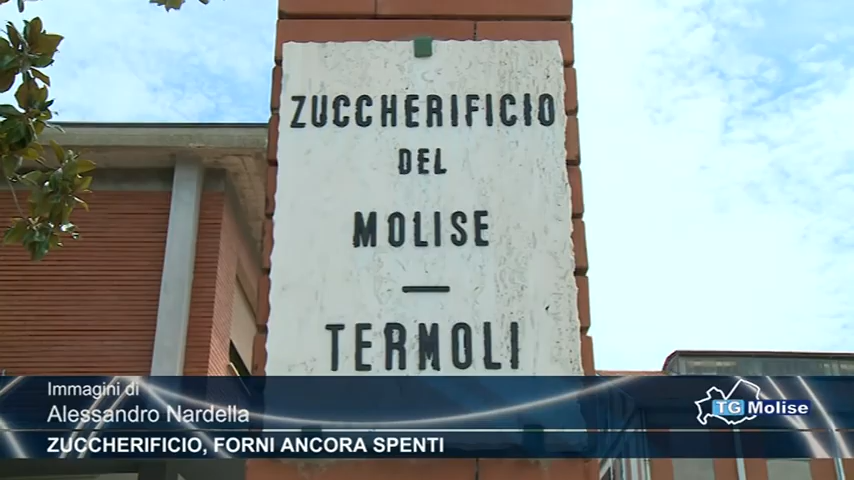 ZUCCHERIFICIO
DEL
MOLISE
—
TERMOLI
Immagini di
Alessandro Nardella
ZUCCHERIFICIO, FORNI ANCORA SPENTI
TG Molise